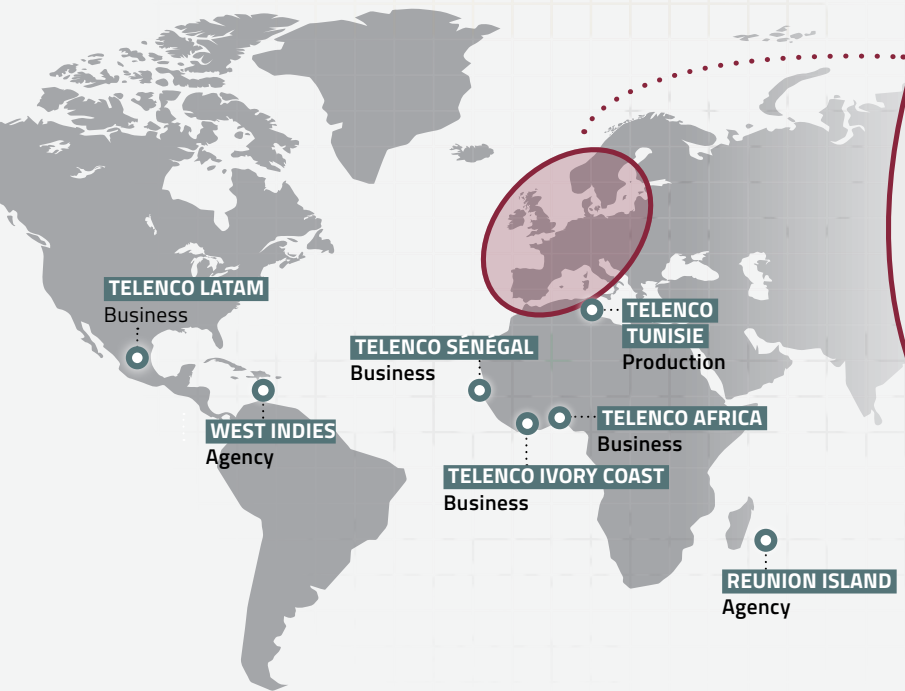 TELENCO LATAM
Business
TELENCO
TUNISIE
Production
TELENCO SÉNÉGAL
Business
WEST INDIES
Agency
TELENCO AFRICA
Business
TELENCO IVORY COAST
Business
REUNION ISLAND
Agency